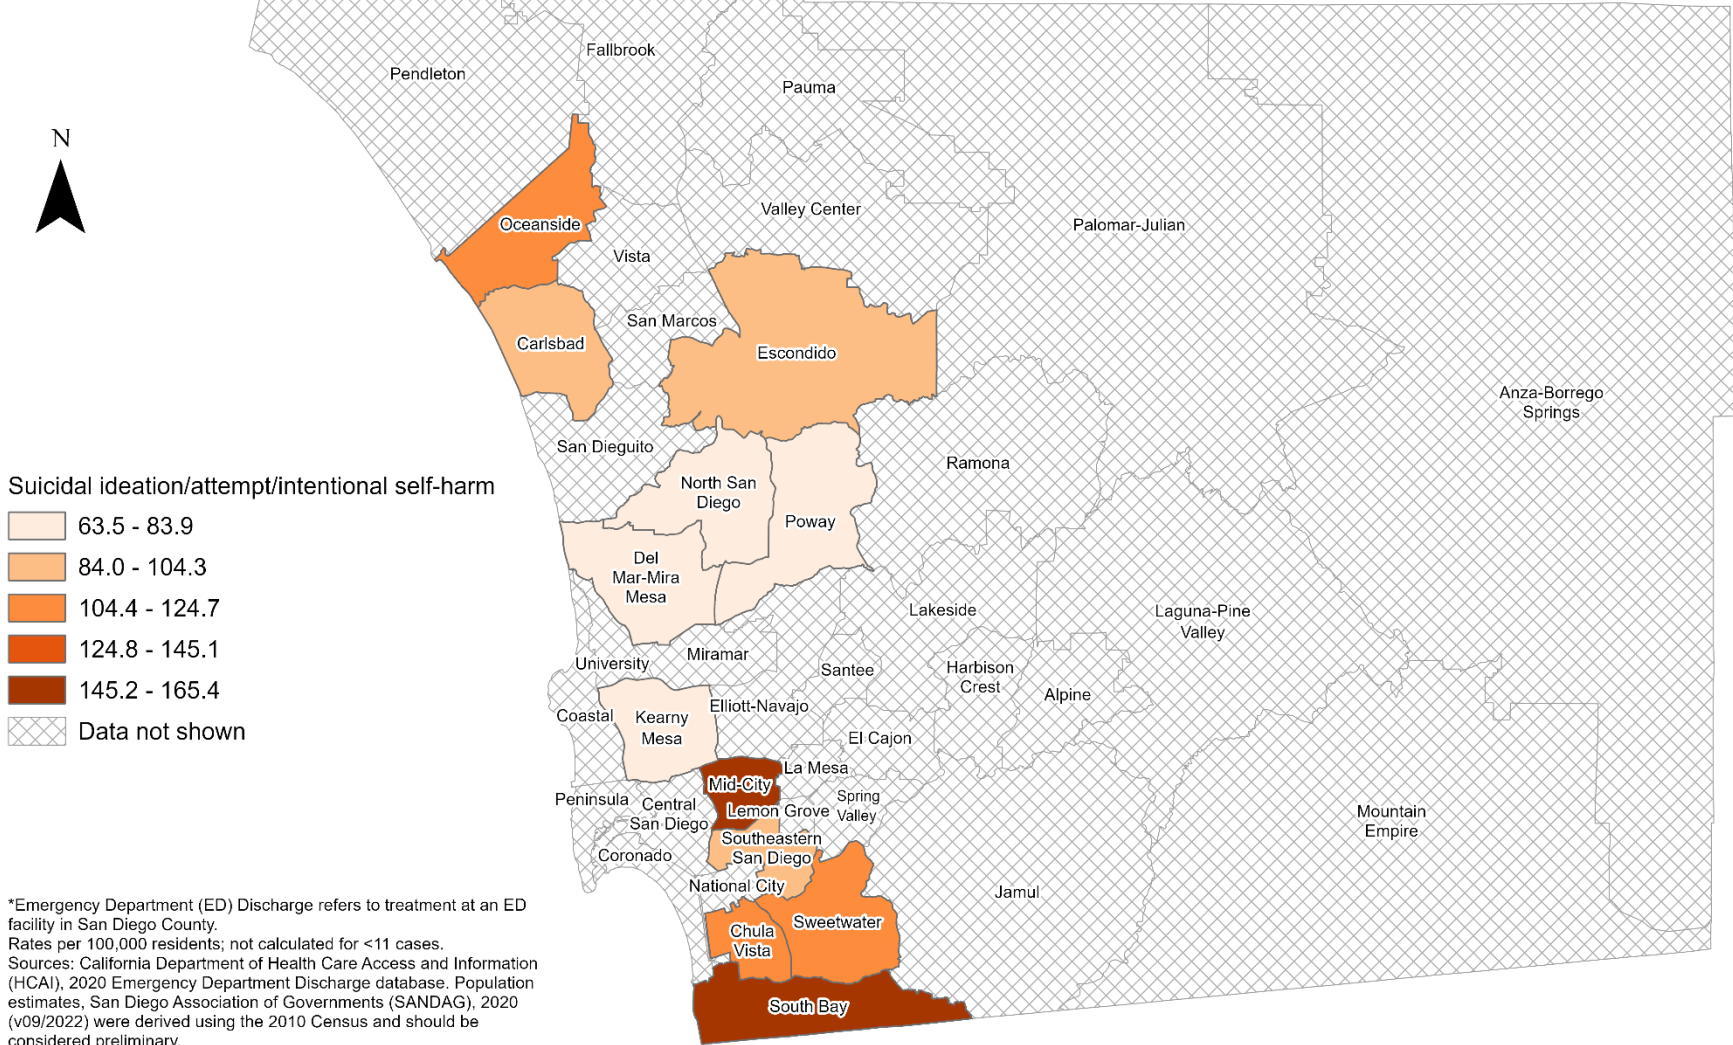 Fallbrook
Pendleton
Pauma
N
Valley Center
Oceanside
Palomar-Julian
Vista
San Marcos
Carlsbad
Escondido
Anza-Borrego
Springs
San Dieguito
Ramona
North San
Diego
Poway
Del
Mar-Mira
Mesa
Suicidal ideation/attempt/intentional self-harm
63.5 - 83.9
84.0 - 104.3
104.4 - 124.7
124.8 - 145.1
145.2 - 165.4
Data not shown
Lakeside
Laguna-Pine
Valley
Miramar
University
Santee
Harbison
Crest
Alpine
Coastal
Kearny
Mesa
Elliott-Navajo
El Cajon
La Mesa
Mid-City
Peninsula
Central
San Diego
Lemon Grove
Spring
Valley
Mountain
Empire
Southeastern
San Diego
Coronado
National City
Jamul
Sweetwater
Chula
Vista
South Bay
*Emergency Department (ED) Discharge refers to treatment at an ED
facility in San Diego County.
Rates per 100,000 residents; not calculated for <11 cases.
Sources: California Department of Health Care Access and Information
(HCAI), 2020 Emergency Department Discharge database. Population
estimates, San Diego Association of Governments (SANDAG), 2020
(v09/2022) were derived using the 2010 Census and should be
considered preliminary.